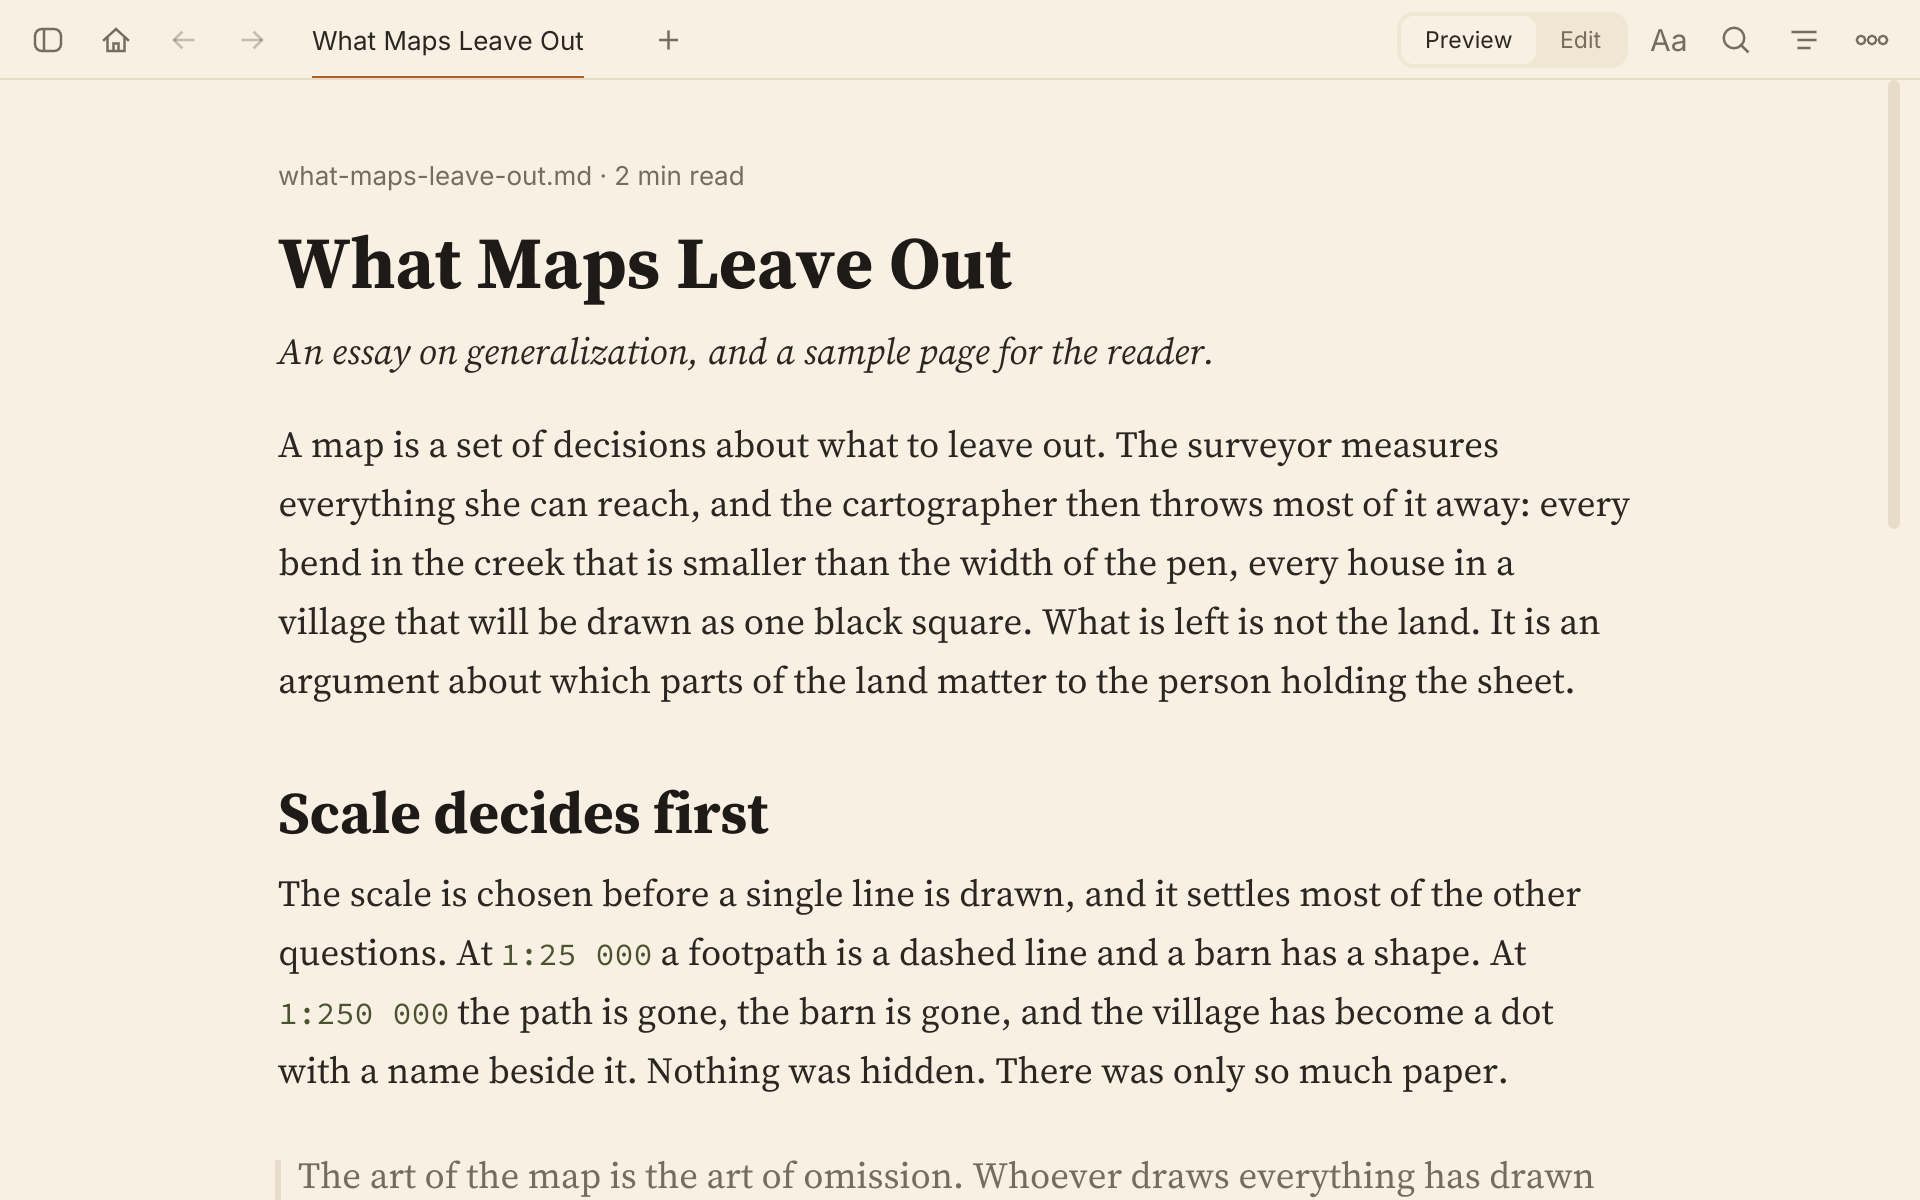 What Maps Leave Out
Preview
Edit
Aa
what-maps-leave-out.md · 2 min read
What Maps Leave Out
An essay on generalization, and a sample page for the reader.
A map is a set of decisions about what to leave out. The surveyor measures
everything she can reach, and the cartographer then throws most of it away: every
bend in the creek that is smaller than the width of the pen, every house in a
village that will be drawn as one black square. What is left is not the land. It is an
argument about which parts of the land matter to the person holding the sheet.
Scale decides first
The scale is chosen before a single line is drawn, and it settles most of the other
questions. At 1:25 000 a footpath is a dashed line and a barn has a shape. At
1:250 000 the path is gone, the barn is gone, and the village has become a dot
with a name beside it. Nothing was hidden. There was only so much paper.
The art of the map is the art of omission. Whoever draws everything has drawn